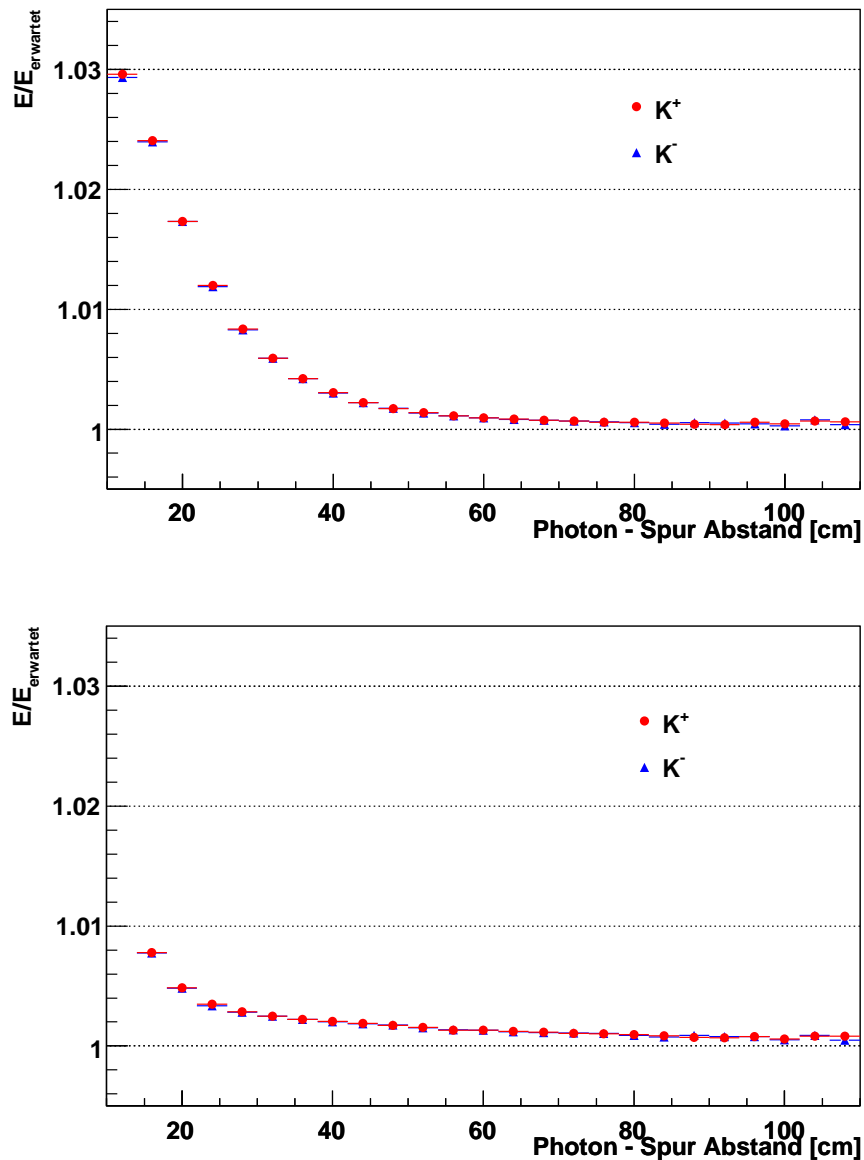 E/E_erwartet
1.03
1.02
1.01
1
K⁺
K⁻
20 40 60 80 100
Photon - Spur Abstand [cm]
E/E_erwartet
1.03
1.02
1.01
1
K⁺
K⁻
20 40 60 80 100
Photon - Spur Abstand [cm]